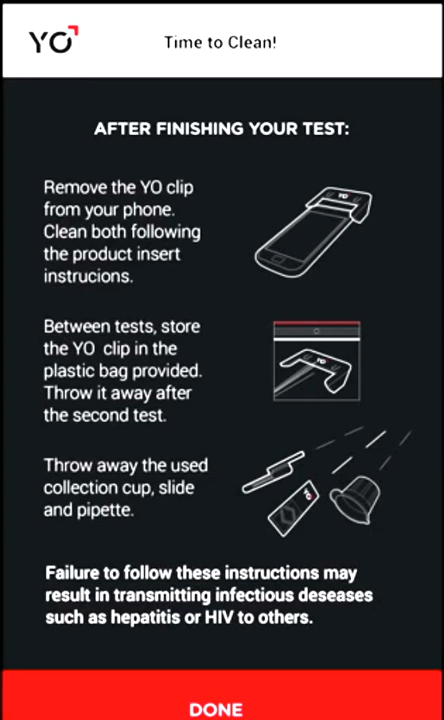 YO
Time to Clean!
AFTER FINISHING YOUR TEST:
Remove the YO clip
from your phone.
Clean both following
the product insert
instrucions.
YO
Between tests, store
the YO clip in the
plastic bag provided.
Throw it away after
the second test.
YO
Throw away the used
collection cup, slide
and pipette.
YO
Failure to follow these instructions may
result in transmitting infectious deseases
such as hepatitis or HIV to others.
DONE